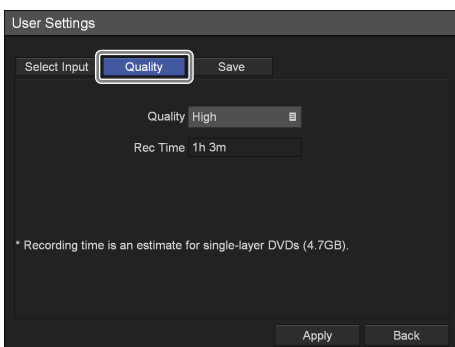 User Settings
Select Input Quality Save
Quality High
Rec Time 1h 3m
* Recording time is an estimate for single-layer DVDs (4.7GB).
Apply Back